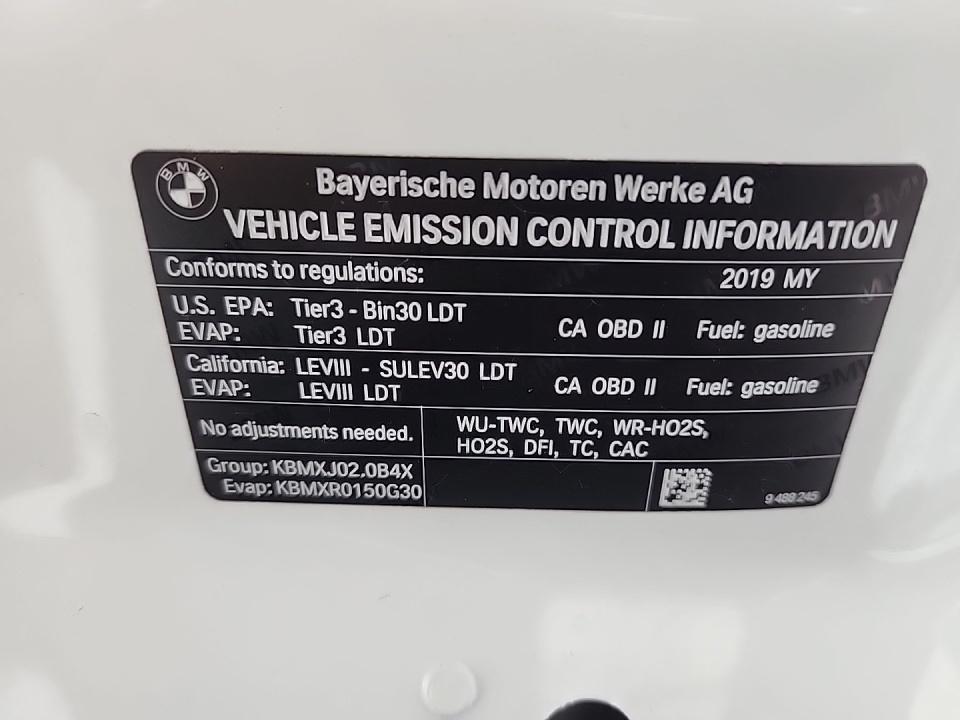 BMW
Bayerische Motoren Werke AG
VEHICLE EMISSION CONTROL INFORMATION
Conforms to regulations: 2019 MY
U.S. EPA: Tier3 - Bin30 LDT
EVAP: Tier3 LDT
CA OBD II Fuel: gasoline
California: LEVIII - SULEV30 LDT
EVAP: LEVIII LDT
CA OBD II Fuel: gasoline
No adjustments needed.
WU-TWC, TWC, WR-HO2S,
HO2S, DFI, TC, CAC
Group: KBMXJ02.0B4X
Evap: KBMXR0150G30
9 488 245